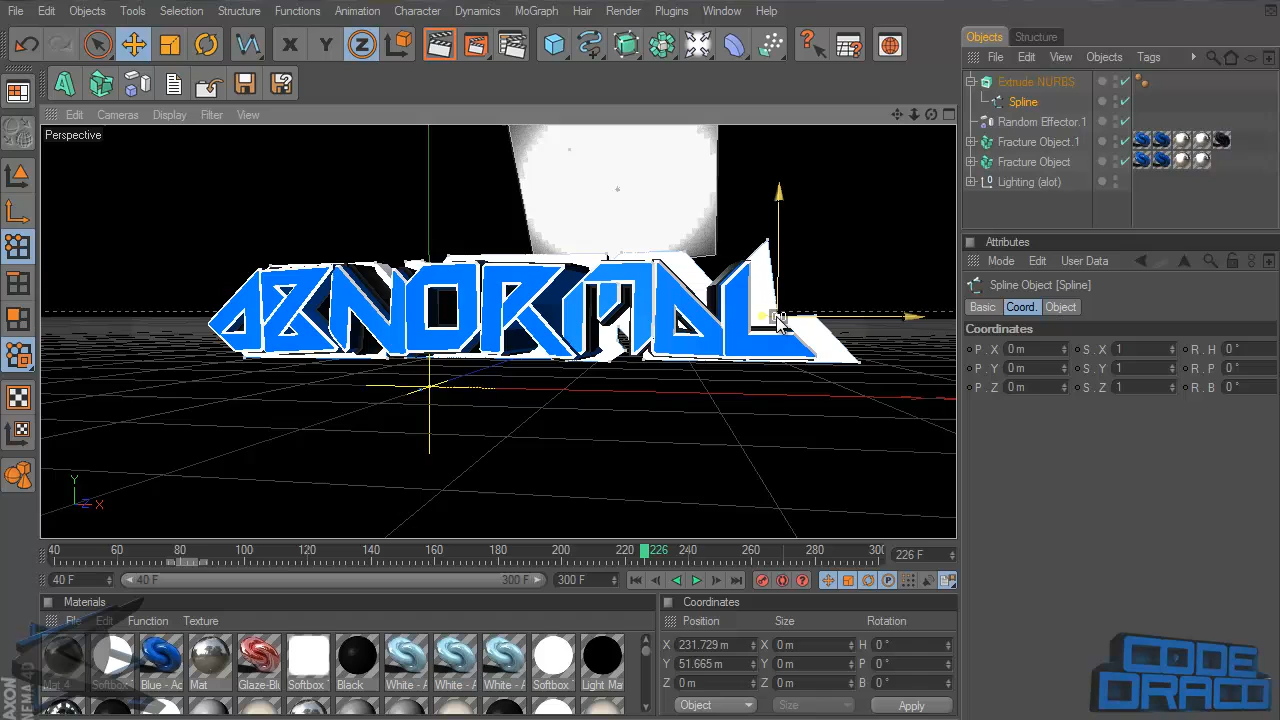 File Edit Objects Tools Selection Structure Functions Animation Character Dynamics MoGraph Hair Render Plugins Window Help
Objects Structure
File Edit View Objects Tags
Extrude NURBS
Spline
Random Effector.1
Fracture Object.1
Fracture Object
Lighting (alot)
Edit Cameras Display Filter View
Perspective
ABNORMAL
Attributes
Mode Edit User Data
Spline Object [Spline]
Basic Coord. Object
Coordinates
P . X 0 m S . X 1 R . H 0 °
P . Y 0 m S . Y 1 R . P 0 °
P . Z 0 m S . Z 1 R . B 0 °
Y
Z X
40 60 80 100 120 140 160 180 200 220 226 240 260 280 300 226 F
40 F 40 F 300 F 300 F
Materials
File Edit Function Texture
Mat 4 Softbox Blue - Ac Mat Glaze-Blu Softbox Black White - A White - A White - A Softbox Light Ma
Coordinates
Position Size Rotation
X 231.729 m X 0 m H 0 °
Y 51.665 m Y 0 m P 0 °
Z 0 m Z 0 m B 0 °
Object Size Apply
CODE
DRACO